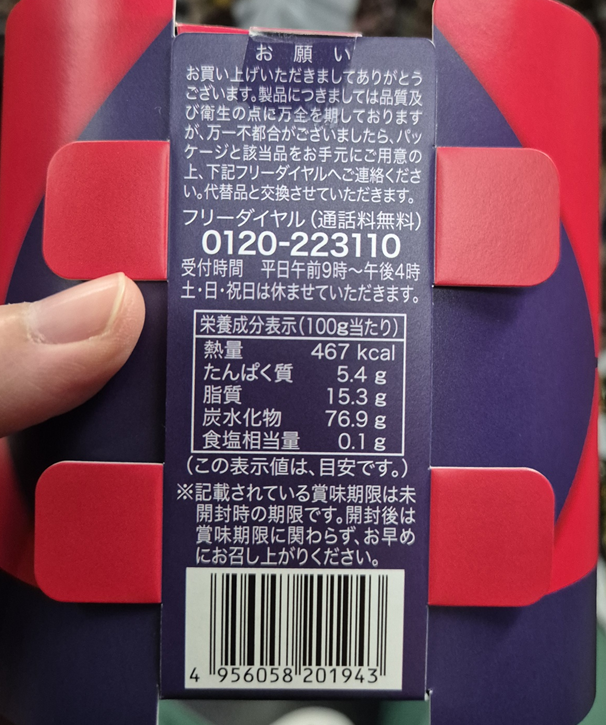 お願い
お買い上げいただきましてありがとう
ございます。製品につきましては品質及
び衛生の点に万全を期しております
が、万一不都合がございましたら、パッ
ケージと該当品をお手元にご用意の
上、下記フリーダイヤルへご連絡くださ
い。代替品と交換させていただきます。
フリーダイヤル(通話料無料)
0120-223110
受付時間 平日午前9時〜午後4時
土・日・祝日は休ませていただきます。
栄養成分表示(100g当たり)
熱量 467 kcal
たんぱく質 5.4 g
脂質 15.3 g
炭水化物 76.9 g
食塩相当量 0.1 g
(この表示値は、目安です。)
※記載されている賞味期限は未
開封時の期限です。開封後は
賞味期限に関わらず、お早め
にお召し上がりください。
4 956058 201943